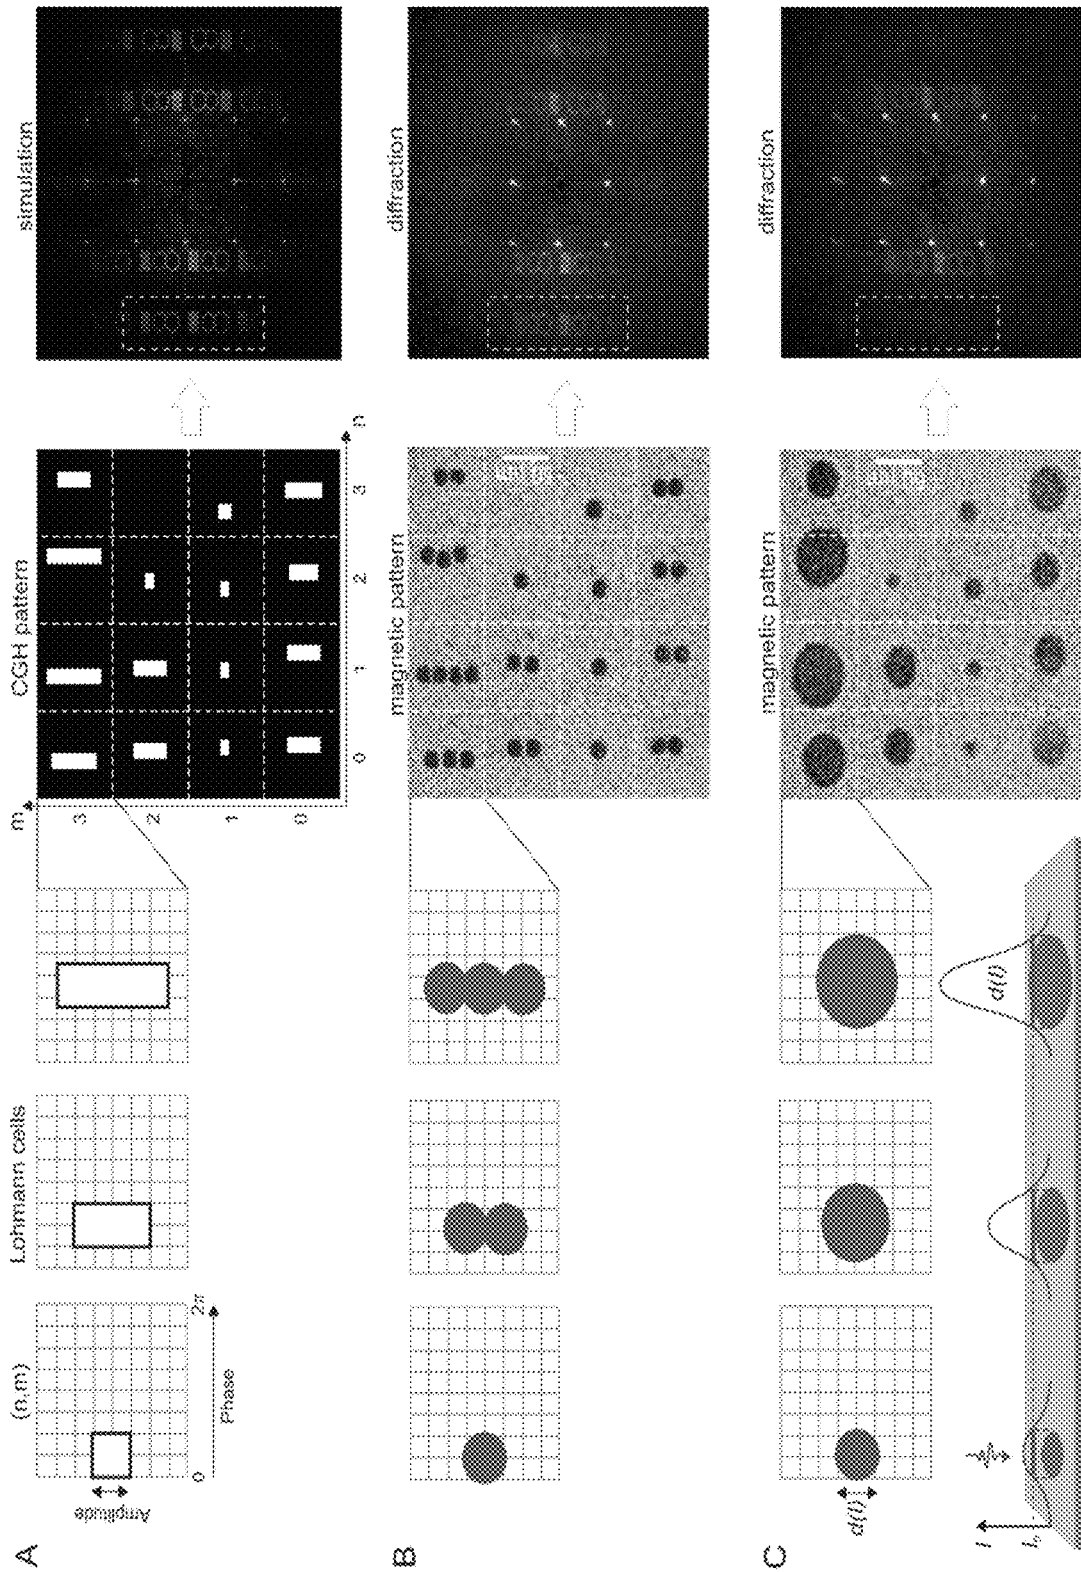 A
(n,m)
Lohmann cells
CGH pattern
simulation
Amplitude
0
2π
Phase
m
3
2
1
0
0
1
2
3
n
B
magnetic pattern
diffraction
C
magnetic pattern
diffraction
d(I)
I
d(I)